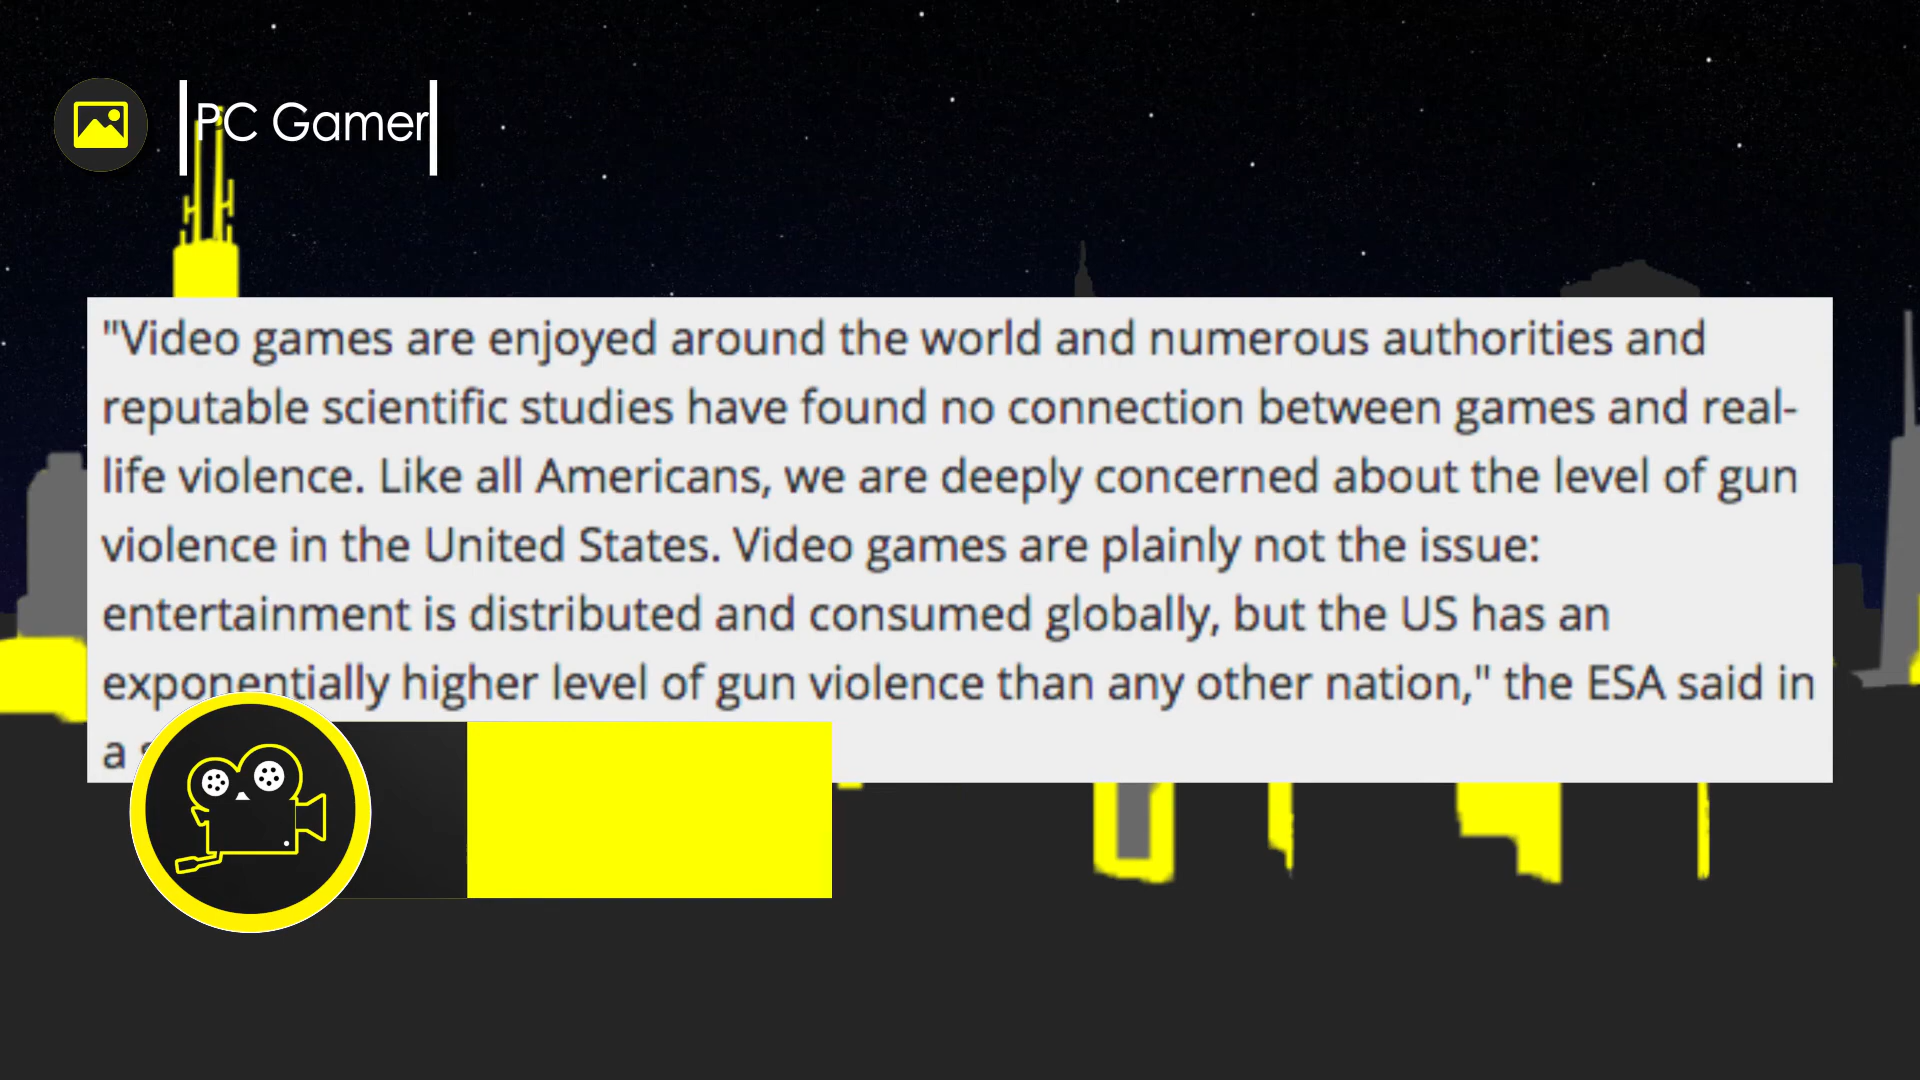 PC Gamer
"Video games are enjoyed around the world and numerous authorities and
reputable scientific studies have found no connection between games and real-
life violence. Like all Americans, we are deeply concerned about the level of gun
violence in the United States. Video games are plainly not the issue:
entertainment is distributed and consumed globally, but the US has an
exponentially higher level of gun violence than any other nation," the ESA said in
a